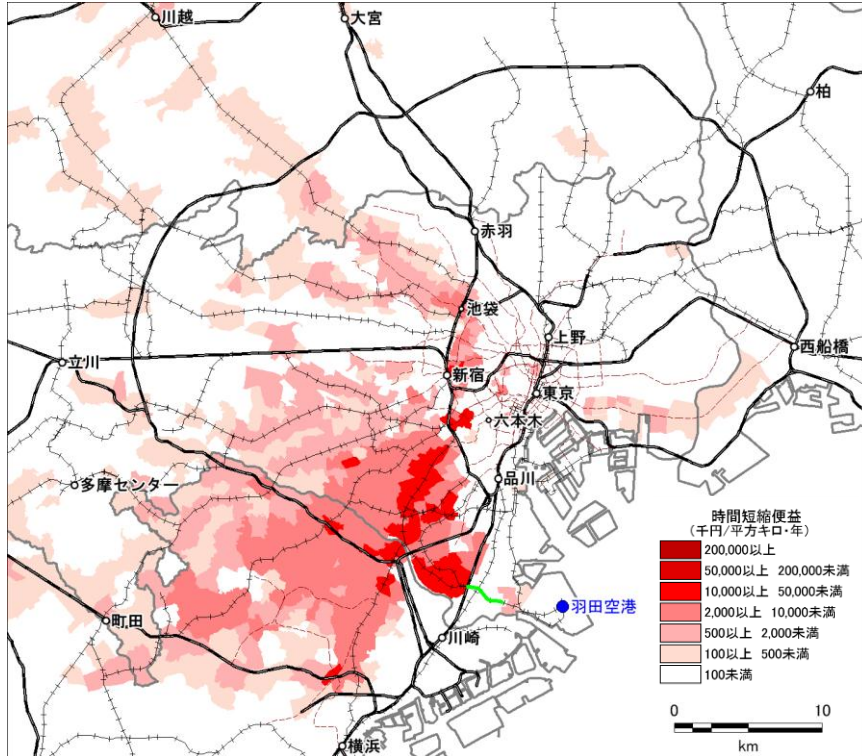 川越
大宮
柏
赤羽
池袋
上野
西船橋
立川
新宿
東京
六本木
品川
多摩センター
時間短縮便益
(千円/平方キロ・年)
200,000以上
50,000以上 200,000未満
10,000以上 50,000未満
2,000以上 10,000未満
500以上 2,000未満
100以上 500未満
100未満
羽田空港
町田
川崎
横浜
0 10
km